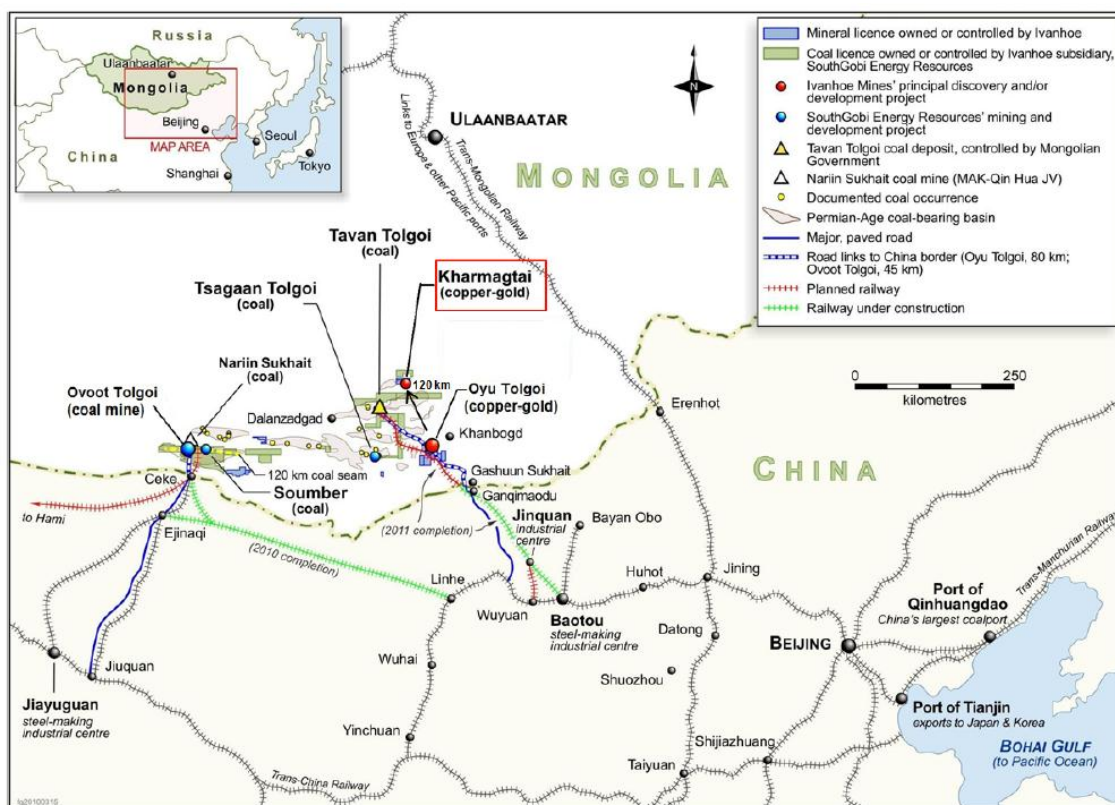 Russia
Ulaanbaatar
Mongolia
Beijing
MAP AREA
China
Seoul
Tokyo
Shanghai
Mineral licence owned or controlled by Ivanhoe
Coal licence owned or controlled by Ivanhoe subsidiary,
SouthGobi Energy Resources
Ivanhoe Mines' principal discovery and/or
development project
SouthGobi Energy Resources' mining and
development project
Tavan Tolgoi coal deposit, controlled by Mongolian
Government
Nariin Sukhait coal mine (MAK-Qin Hua JV)
Documented coal occurrence
Permian-Age coal-bearing basin
Major, paved road
Road links to China border (Oyu Tolgoi, 80 km;
Ovoot Tolgoi, 45 km)
Planned railway
Railway under construction
N
ULAANBAATAR
Links to Europe & other Pacific ports
Trans-Mongolian Railway
MONGOLIA
Tavan Tolgoi
(coal)
Kharmagtai
(copper-gold)
Tsagaan Tolgoi
(coal)
Nariin Sukhait
(coal)
120 km
Ovoot Tolgoi
(coal mine)
Oyu Tolgoi
(copper-gold)
Dalanzadgad
Khanbogd
0 250
kilometres
Erenhot
120 km coal seam
Ceke
Soumber
(coal)
Gashuun Sukhait
Ganqimaodu
CHINA
to Hami
Ejinaqi
(2010 completion)
(2011 completion)
Jinquan
industrial
centre
Bayan Obo
Linhe
Wuyuan
Baotou
steel-making
industrial centre
Huhot
Jining
Datong
Shuozhou
BEIJING
Port of
Qinhuangdao
China's largest coalport
Trans-Manchurian Railway
Port of Tianjin
exports to Japan & Korea
BOHAI GULF
(to Pacific Ocean)
Jiayuguan
steel-making
industrial centre
Jiuquan
Wuhai
Yinchuan
Trans-China Railway
Taiyuan
Shijiazhuang